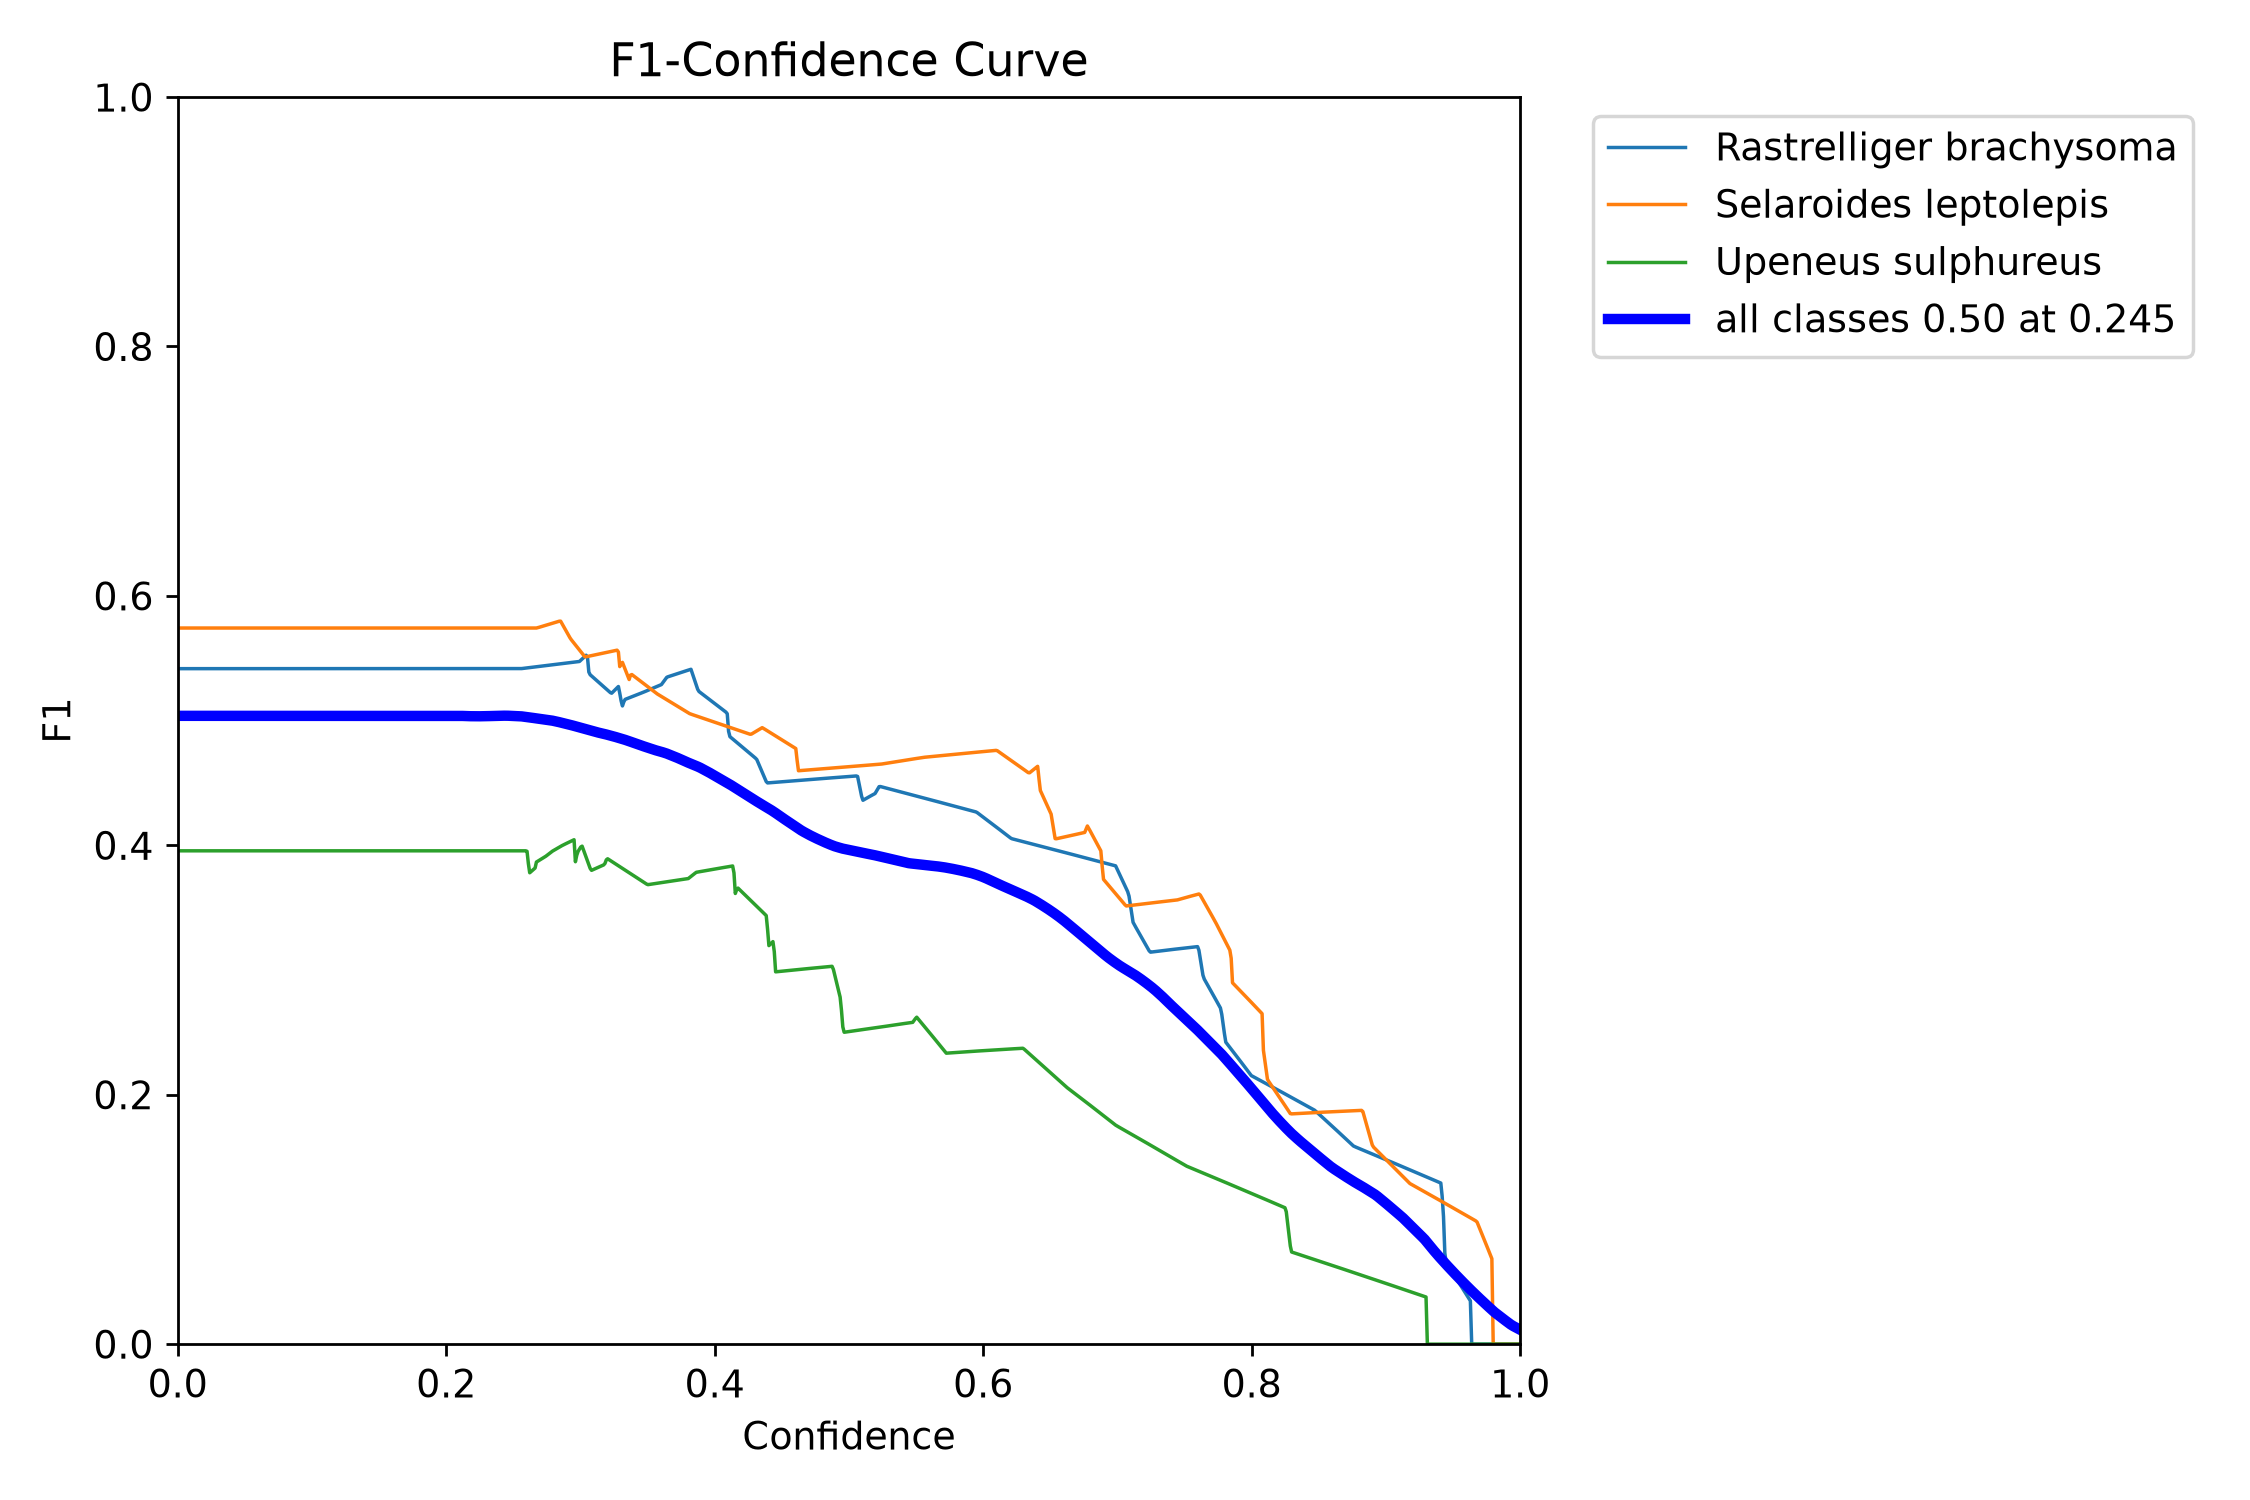 F1-Confidence Curve
1.0
0.8
0.6
0.4
0.2
0.0
F1
0.0 0.2 0.4 0.6 0.8 1.0
Confidence
Rastrelliger brachysoma
Selaroides leptolepis
Upeneus sulphureus
all classes 0.50 at 0.245